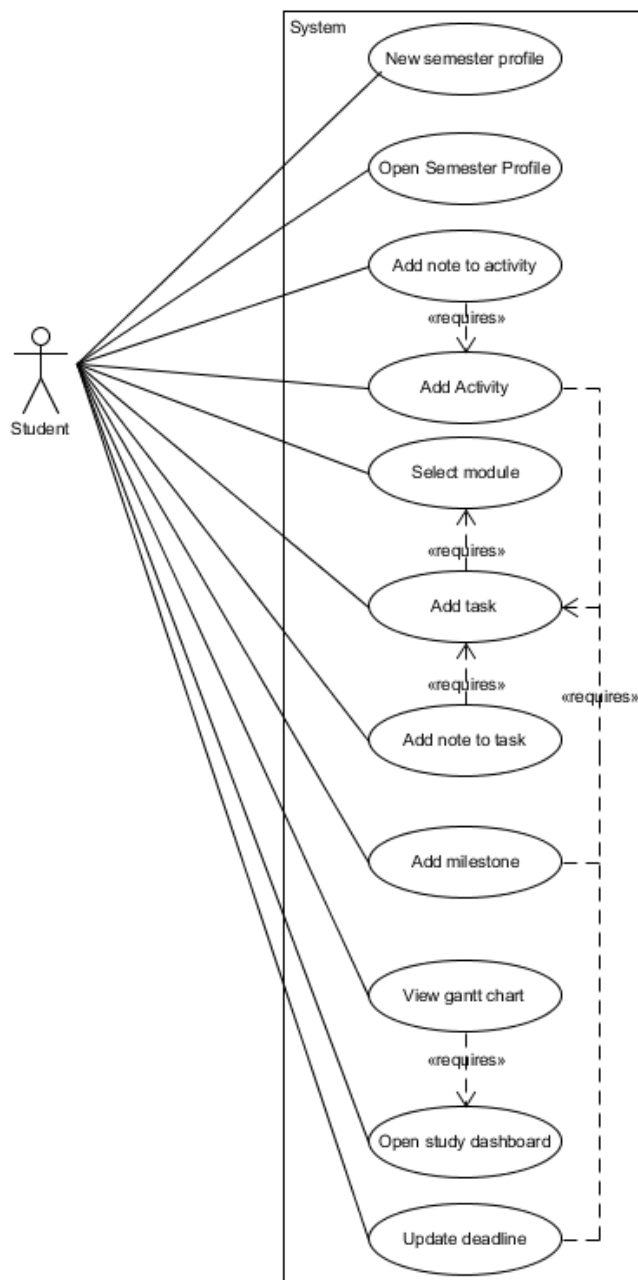 System
New semester profile
Open Semester Profile
Add note to activity
«requires»
Add Activity
Student
Select module
«requires»
Add task
«requires»
«requires»
Add note to task
Add milestone
View gantt chart
«requires»
Open study dashboard
Update deadline